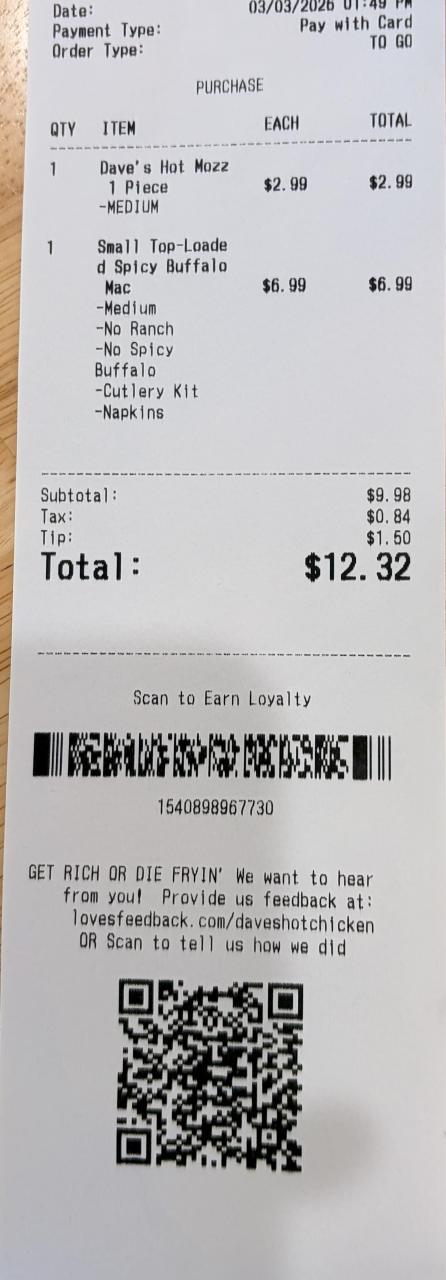 Date: 03/03/2026 01:49 PM
Payment Type: Pay with Card
Order Type: TO GO
PURCHASE
QTY ITEM EACH TOTAL
1 Dave's Hot Mozz
1 Piece $2.99 $2.99
-MEDIUM
1 Small Top-Loade
d Spicy Buffalo
Mac $6.99 $6.99
-Medium
-No Ranch
-No Spicy
Buffalo
-Cutlery Kit
-Napkins
Subtotal: $9.98
Tax: $0.84
Tip: $1.50
Total: $12.32
Scan to Earn Loyalty
1540898967730
GET RICH OR DIE FRYIN' We want to hear
from you! Provide us feedback at:
lovesfeedback.com/daveshotchicken
OR Scan to tell us how we did